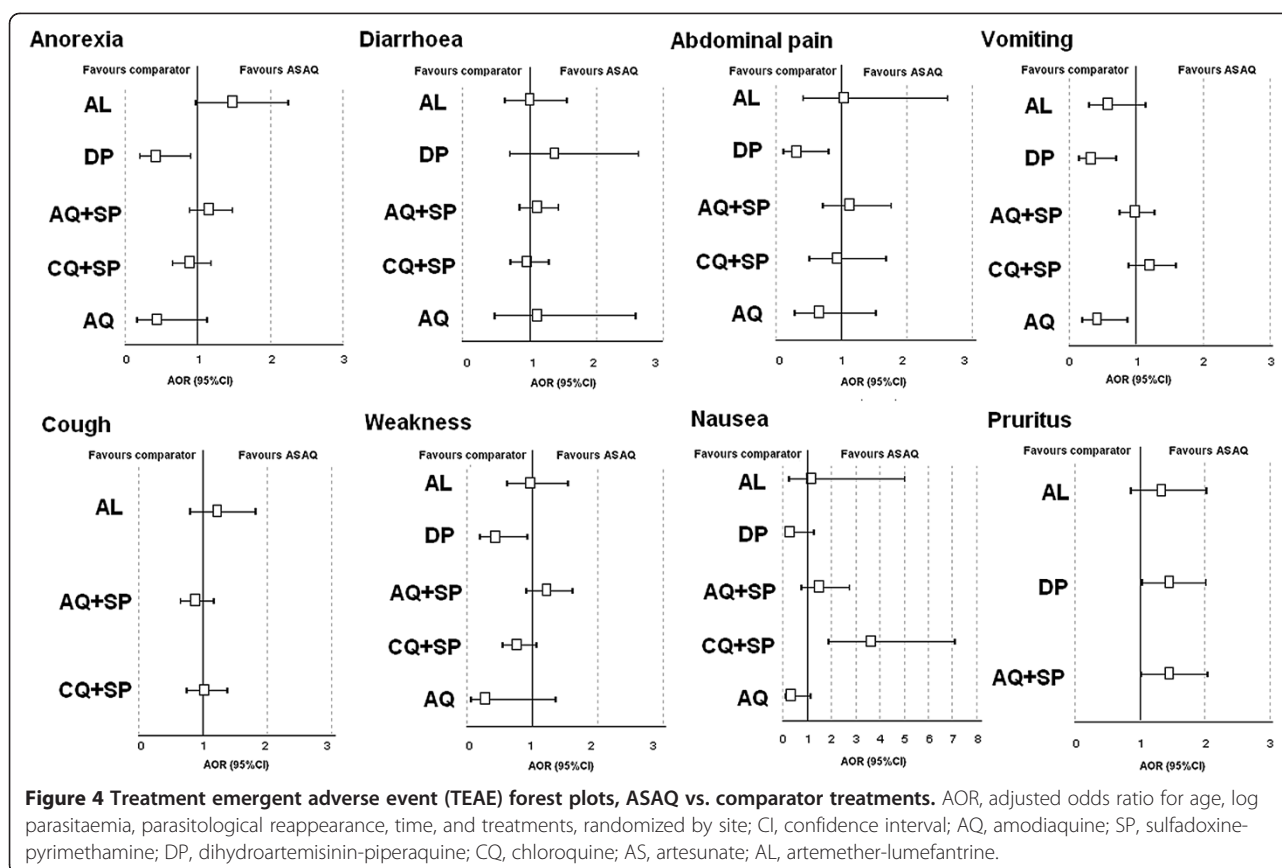 Anorexia
Favours comparator Favours ASAQ
AL
DP
AQ+SP
CQ+SP
AQ
0 1 2 3
AOR (95%CI)
Diarrhoea
Favours comparator Favours ASAQ
AL
DP
AQ+SP
CQ+SP
AQ
0 1 2 3
AOR (95%CI)
Abdominal pain
Favours comparator Favours ASAQ
AL
DP
AQ+SP
CQ+SP
AQ
0 1 2 3
AOR (95%CI)
Vomiting
Favours comparator Favours ASAQ
AL
DP
AQ+SP
CQ+SP
AQ
0 1 2 3
AOR (95%CI)
Cough
Favours comparator Favours ASAQ
AL
AQ+SP
CQ+SP
0 1 2 3
AOR (95%CI)
Weakness
Favours comparator Favours ASAQ
AL
DP
AQ+SP
CQ+SP
AQ
0 1 2 3
AOR (95%CI)
Nausea
Favours comparator Favours ASAQ
AL
DP
AQ+SP
CQ+SP
AQ
0 1 2 3 4 5 6 7 8
AOR (95%CI)
Pruritus
Favours comparator Favours ASAQ
AL
DP
AQ+SP
0 1 2 3
AOR (95%CI)
Figure 4 Treatment emergent adverse event (TEAE) forest plots, ASAQ vs. comparator treatments. AOR, adjusted odds ratio for age, log
parasitaemia, parasitological reappearance, time, and treatments, randomized by site; CI, confidence interval; AQ, amodiaquine; SP, sulfadoxine-
pyrimethamine; DP, dihydroartemisinin-piperaquine; CQ, chloroquine; AS, artesunate; AL, artemether-lumefantrine.